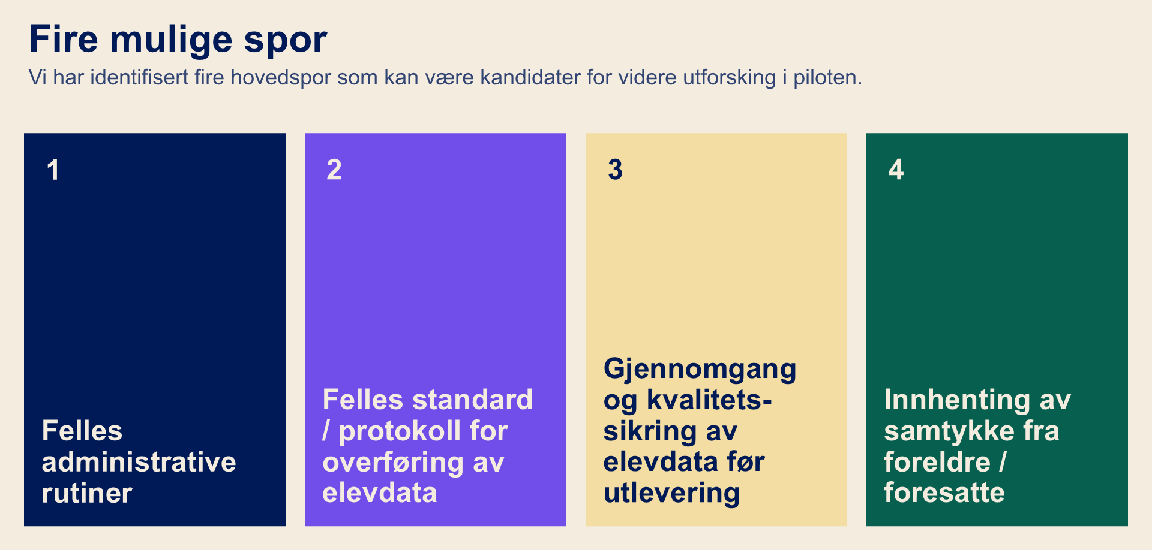 Fire mulige spor
Vi har identifisert fire hovedspor som kan være kandidater for videre utforsking i piloten.
1
Felles
administrative
rutiner
2
Felles standard
/ protokoll for
overføring av
elevdata
3
Gjennomgang
og kvalitets-
sikring av
elevdata før
utlevering
4
Innhenting av
samtykke fra
foreldre /
foresatte